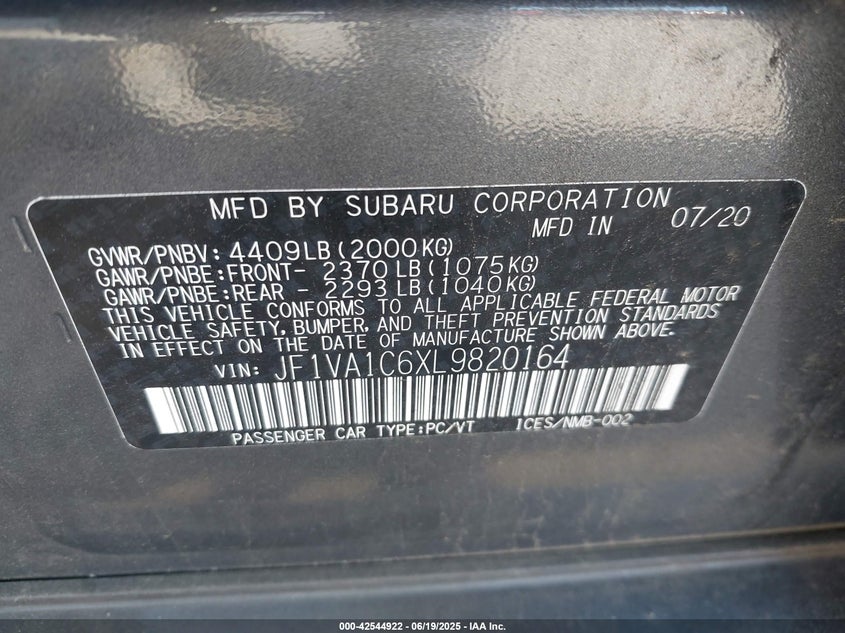 MFD BY SUBARU CORPORATION
MFD IN 07/20
GVWR/PNBV: 4409LB(2000KG)
GAWR/PNBE:FRONT- 2370LB(1075KG)
GAWR/PNBE:REAR - 2293LB(1040KG)
THIS VEHICLE CONFORMS TO ALL APPLICABLE FEDERAL MOTOR
VEHICLE SAFETY, BUMPER, AND THEFT PREVENTION STANDARDS
IN EFFECT ON THE DATE OF MANUFACTURE SHOWN ABOVE.
VIN: JF1VA1C6XL9820164
PASSENGER CAR TYPE:PC/VT ICES/NMB-002
000-42544922 - 06/19/2025 - IAA Inc.